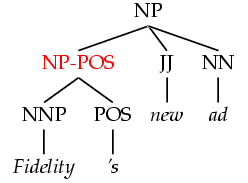 NP
NP-POS JJ NN
NNP POS new ad
Fidelity 's